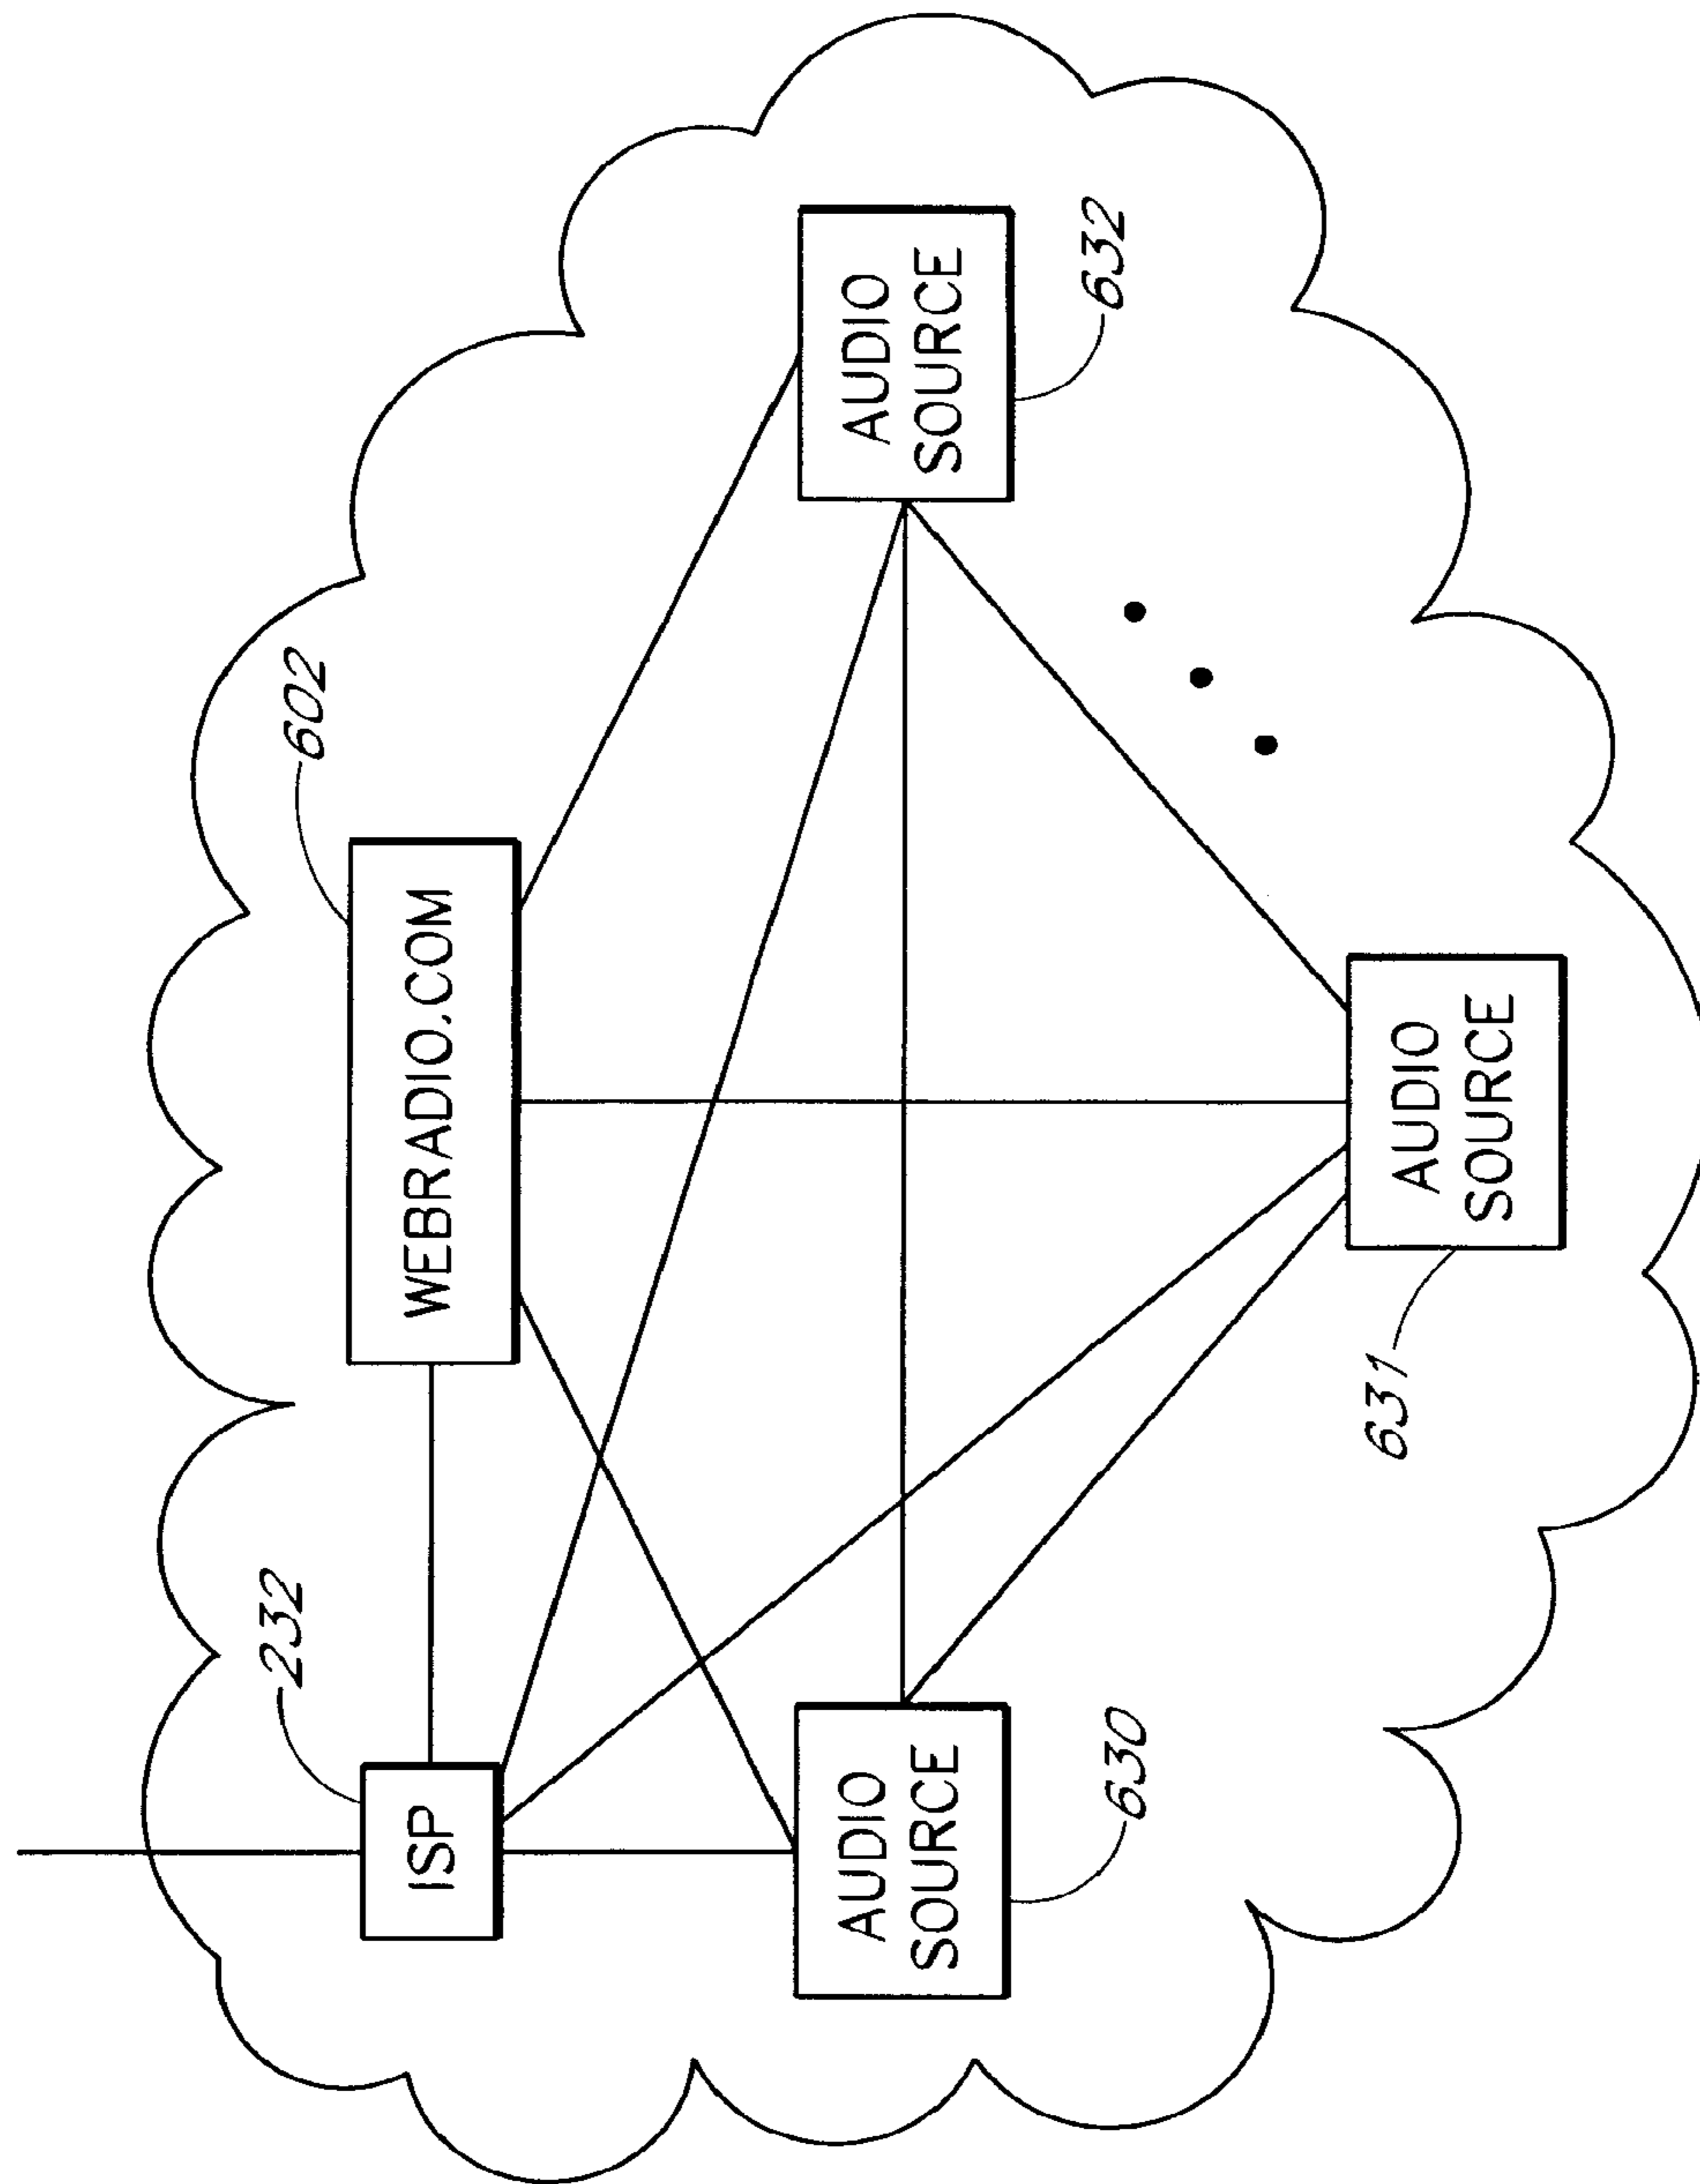 232
602
ISP
WEBRADIO.COM
AUDIO
SOURCE
630
AUDIO
SOURCE
632
631
AUDIO
SOURCE